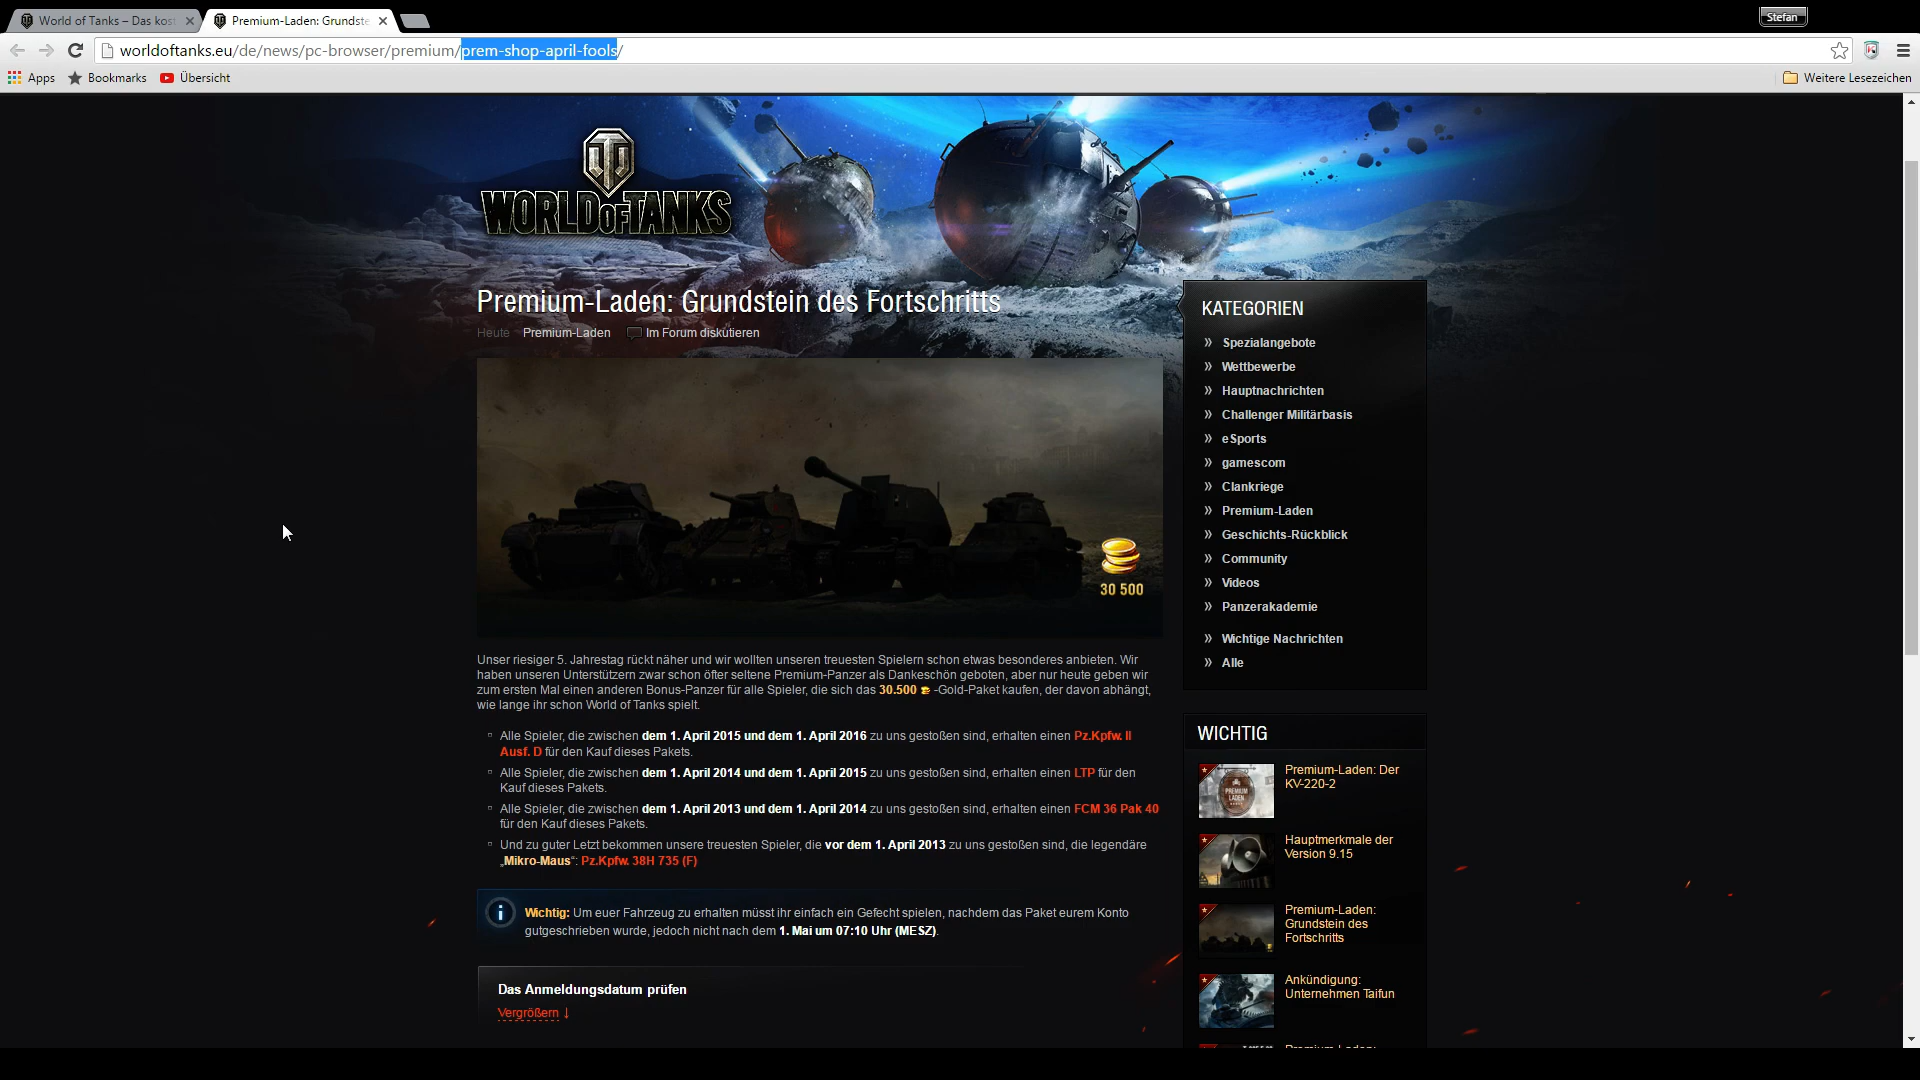 World of Tanks – Das kost
Premium-Laden: Grundste
Stefan
worldoftanks.eu/de/news/pc-browser/premium/prem-shop-april-fools/
Apps
Bookmarks
Übersicht
Weitere Lesezeichen
WORLD OF TANKS
Premium-Laden: Grundstein des Fortschritts
Heute
Premium-Laden
Im Forum diskutieren
30 500
Unser riesiger 5. Jahrestag rückt näher und wir wollten unseren treuesten Spielern schon etwas besonderes anbieten. Wir
haben unseren Unterstützern zwar schon öfter seltene Premium-Panzer als Dankeschön geboten, aber nur heute geben wir
zum ersten Mal einen anderen Bonus-Panzer für alle Spieler, die sich das 30.500 -Gold-Paket kaufen, der davon abhängt,
wie lange ihr schon World of Tanks spielt.
Alle Spieler, die zwischen dem 1. April 2015 und dem 1. April 2016 zu uns gestoßen sind, erhalten einen Pz.Kpfw. II
Ausf. D für den Kauf dieses Pakets.
Alle Spieler, die zwischen dem 1. April 2014 und dem 1. April 2015 zu uns gestoßen sind, erhalten einen LTP für den
Kauf dieses Pakets.
Alle Spieler, die zwischen dem 1. April 2013 und dem 1. April 2014 zu uns gestoßen sind, erhalten einen FCM 36 Pak 40
für den Kauf dieses Pakets.
Und zu guter Letzt bekommen unsere treuesten Spieler, die vor dem 1. April 2013 zu uns gestoßen sind, die legendäre
„Mikro-Maus“: Pz.Kpfw. 38H 735 (F)
Wichtig: Um euer Fahrzeug zu erhalten müsst ihr einfach ein Gefecht spielen, nachdem das Paket eurem Konto
gutgeschrieben wurde, jedoch nicht nach dem 1. Mai um 07:10 Uhr (MESZ).
Das Anmeldungsdatum prüfen
Vergrößern ↓
KATEGORIEN
Spezialangebote
Wettbewerbe
Hauptnachrichten
Challenger Militärbasis
eSports
gamescom
Clankriege
Premium-Laden
Geschichts-Rückblick
Community
Videos
Panzerakademie
Wichtige Nachrichten
Alle
WICHTIG
PREMIUM
LADEN
Premium-Laden: Der
KV-220-2
Hauptmerkmale der
Version 9.15
Premium-Laden:
Grundstein des
Fortschritts
Ankündigung:
Unternehmen Taifun